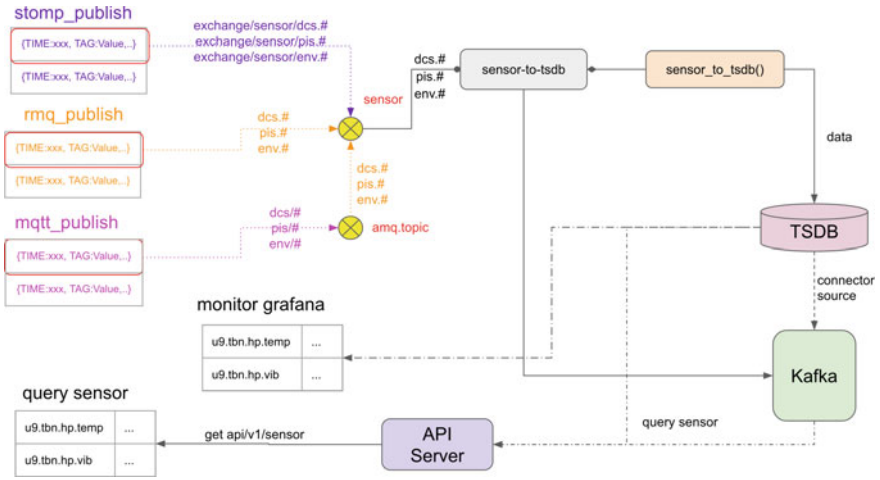 stomp_publish
{TIME:xxx, TAG:Value,..}
{TIME:xxx, TAG:Value,..}
exchange/sensor/dcs.#
exchange/sensor/pis.#
exchange/sensor/env.#
rmq_publish
{TIME:xxx, TAG:Value,..}
{TIME:xxx, TAG:Value,..}
dcs.#
pis.#
env.#
sensor
dcs.#
pis.#
env.#
sensor-to-tsdb
sensor_to_tsdb()
data
mqtt_publish
{TIME:xxx, TAG:Value,..}
{TIME:xxx, TAG:Value,..}
dcs/#
pis/#
env/#
dcs.#
pis.#
env.#
amq.topic
TSDB
connector
source
monitor grafana
u9.tbn.hp.temp ...
u9.tbn.hp.vib ...
Kafka
query sensor
u9.tbn.hp.temp ...
u9.tbn.hp.vib ...
get api/v1/sensor
API
Server
query sensor